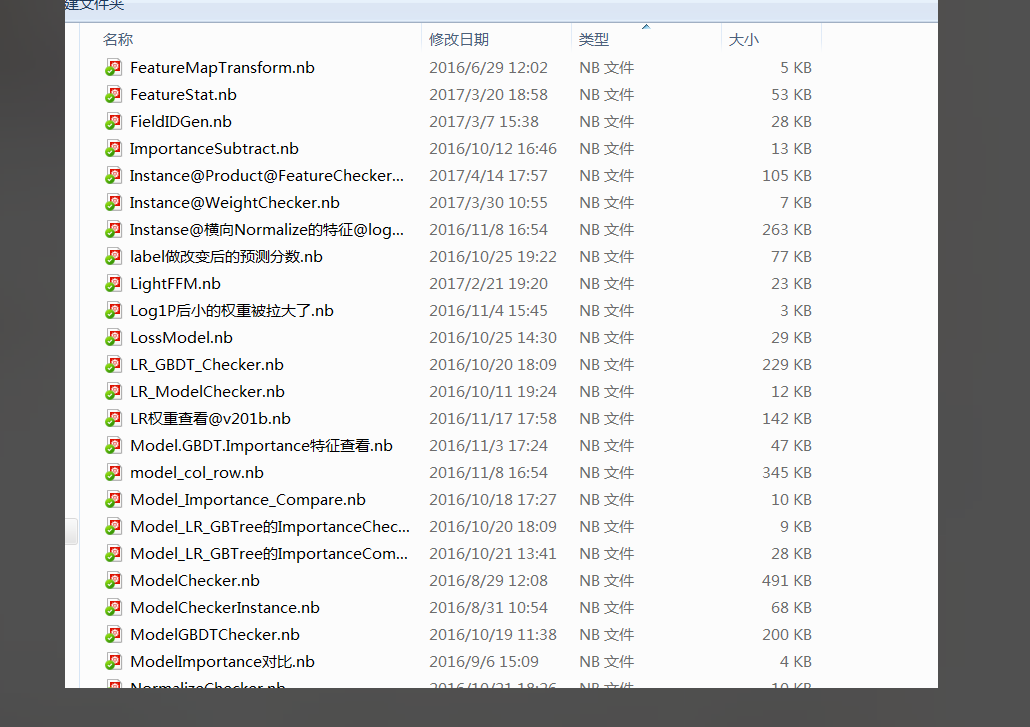 建文件夹
名称 修改日期 类型 大小
FeatureMapTransform.nb 2016/6/29 12:02 NB 文件 5 KB
FeatureStat.nb 2017/3/20 18:58 NB 文件 53 KB
FieldIDGen.nb 2017/3/7 15:38 NB 文件 28 KB
ImportanceSubtract.nb 2016/10/12 16:46 NB 文件 13 KB
Instance@Product@FeatureChecker... 2017/4/14 17:57 NB 文件 105 KB
Instance@WeightChecker.nb 2017/3/30 10:55 NB 文件 7 KB
Instanse@横向Normalize的特征@log... 2016/11/8 16:54 NB 文件 263 KB
label做改变后的预测分数.nb 2016/10/25 19:22 NB 文件 77 KB
LightFFM.nb 2017/2/21 19:20 NB 文件 23 KB
Log1P后小的权重被拉大了.nb 2016/11/4 15:45 NB 文件 3 KB
LossModel.nb 2016/10/25 14:30 NB 文件 29 KB
LR_GBDT_Checker.nb 2016/10/20 18:09 NB 文件 229 KB
LR_ModelChecker.nb 2016/10/11 19:24 NB 文件 12 KB
LR权重查看@v201b.nb 2016/11/17 17:58 NB 文件 142 KB
Model.GBDT.Importance特征查看.nb 2016/11/3 17:24 NB 文件 47 KB
model_col_row.nb 2016/11/8 16:54 NB 文件 345 KB
Model_Importance_Compare.nb 2016/10/18 17:27 NB 文件 10 KB
Model_LR_GBTree的ImportanceChec... 2016/10/20 18:09 NB 文件 9 KB
Model_LR_GBTree的ImportanceCom... 2016/10/21 13:41 NB 文件 28 KB
ModelChecker.nb 2016/8/29 12:08 NB 文件 491 KB
ModelCheckerInstance.nb 2016/8/31 10:54 NB 文件 68 KB
ModelGBDTChecker.nb 2016/10/19 11:38 NB 文件 200 KB
ModelImportance对比.nb 2016/9/6 15:09 NB 文件 4 KB
NormalizeChecker.nb 2016/10/21 18:26 NB 文件 10 KB